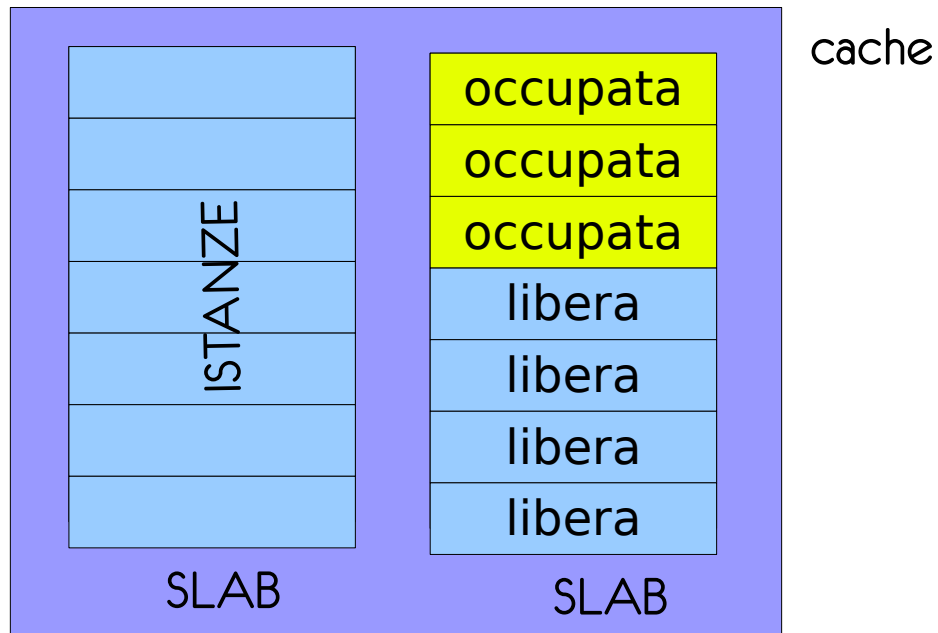 cache
ISTANZE
occupata
occupata
occupata
libera
libera
libera
libera
SLAB
SLAB